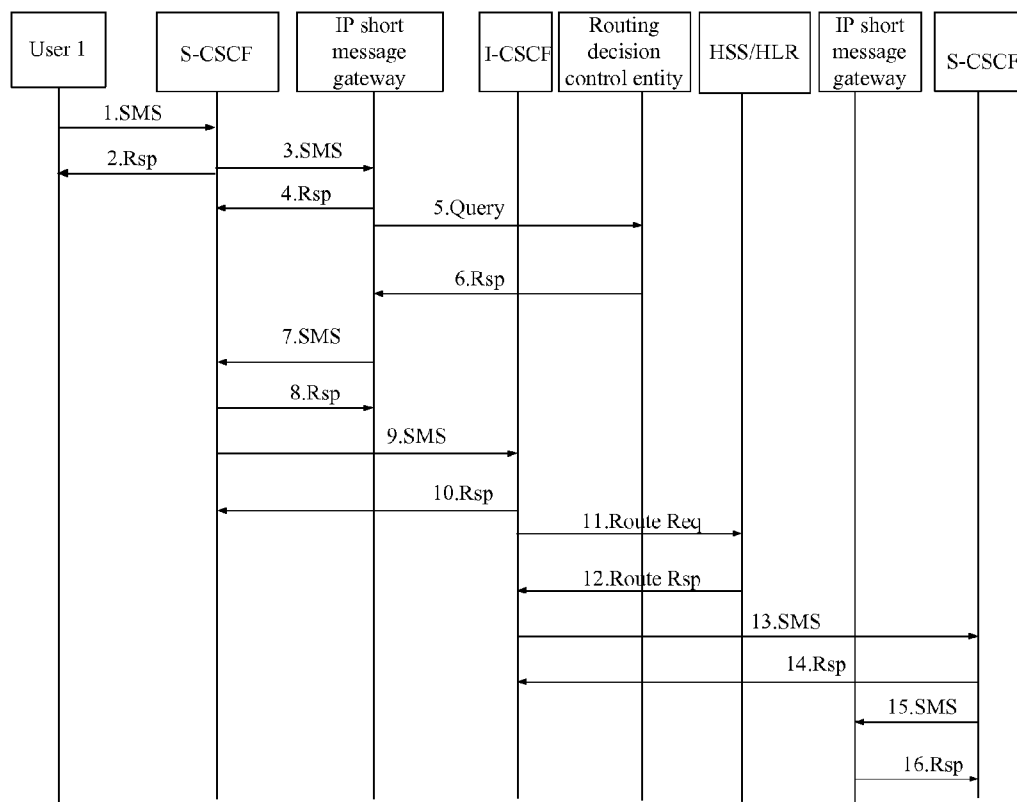 User 1
S-CSCF
IP short
message
gateway
I-CSCF
Routing
decision
control entity
HSS/HLR
IP short
message
gateway
S-CSCF
1.SMS
2.Rsp
3.SMS
4.Rsp
5.Query
6.Rsp
7.SMS
8.Rsp
9.SMS
10.Rsp
11.Route Req
12.Route Rsp
13.SMS
14.Rsp
15.SMS
16.Rsp